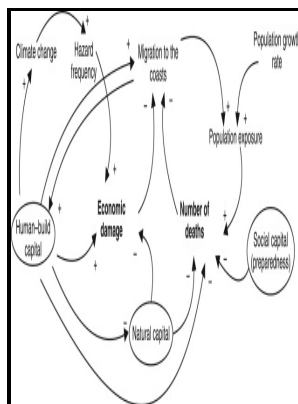 Climate change
Hazard
frequency
Migration to the
coasts
Population growth
rate
Population exposure
Economic
damage
Number of
deaths
Human–build
capital
Social capital
(preparedness)
Natural capital
+
+
+
+
+
+
+
+
+
–
–
–
–
–
–
–